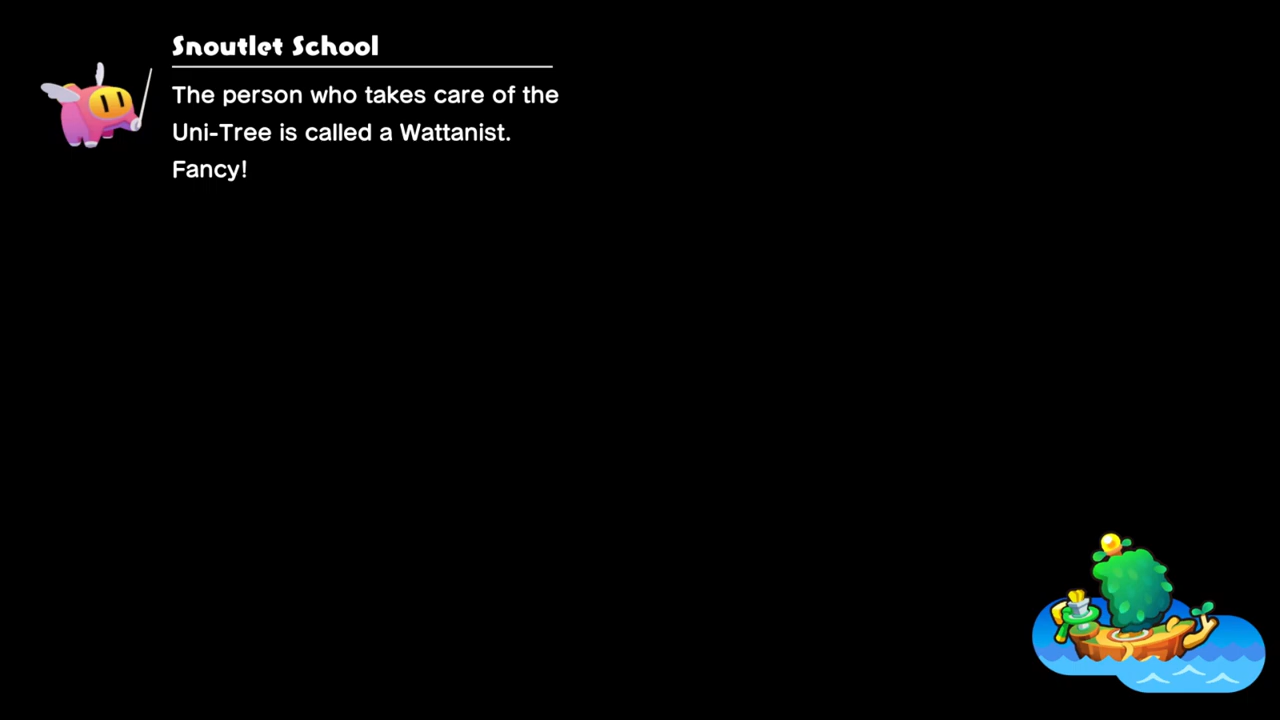 Snoutlet School
The person who takes care of the
Uni-Tree is called a Wattanist.
Fancy!